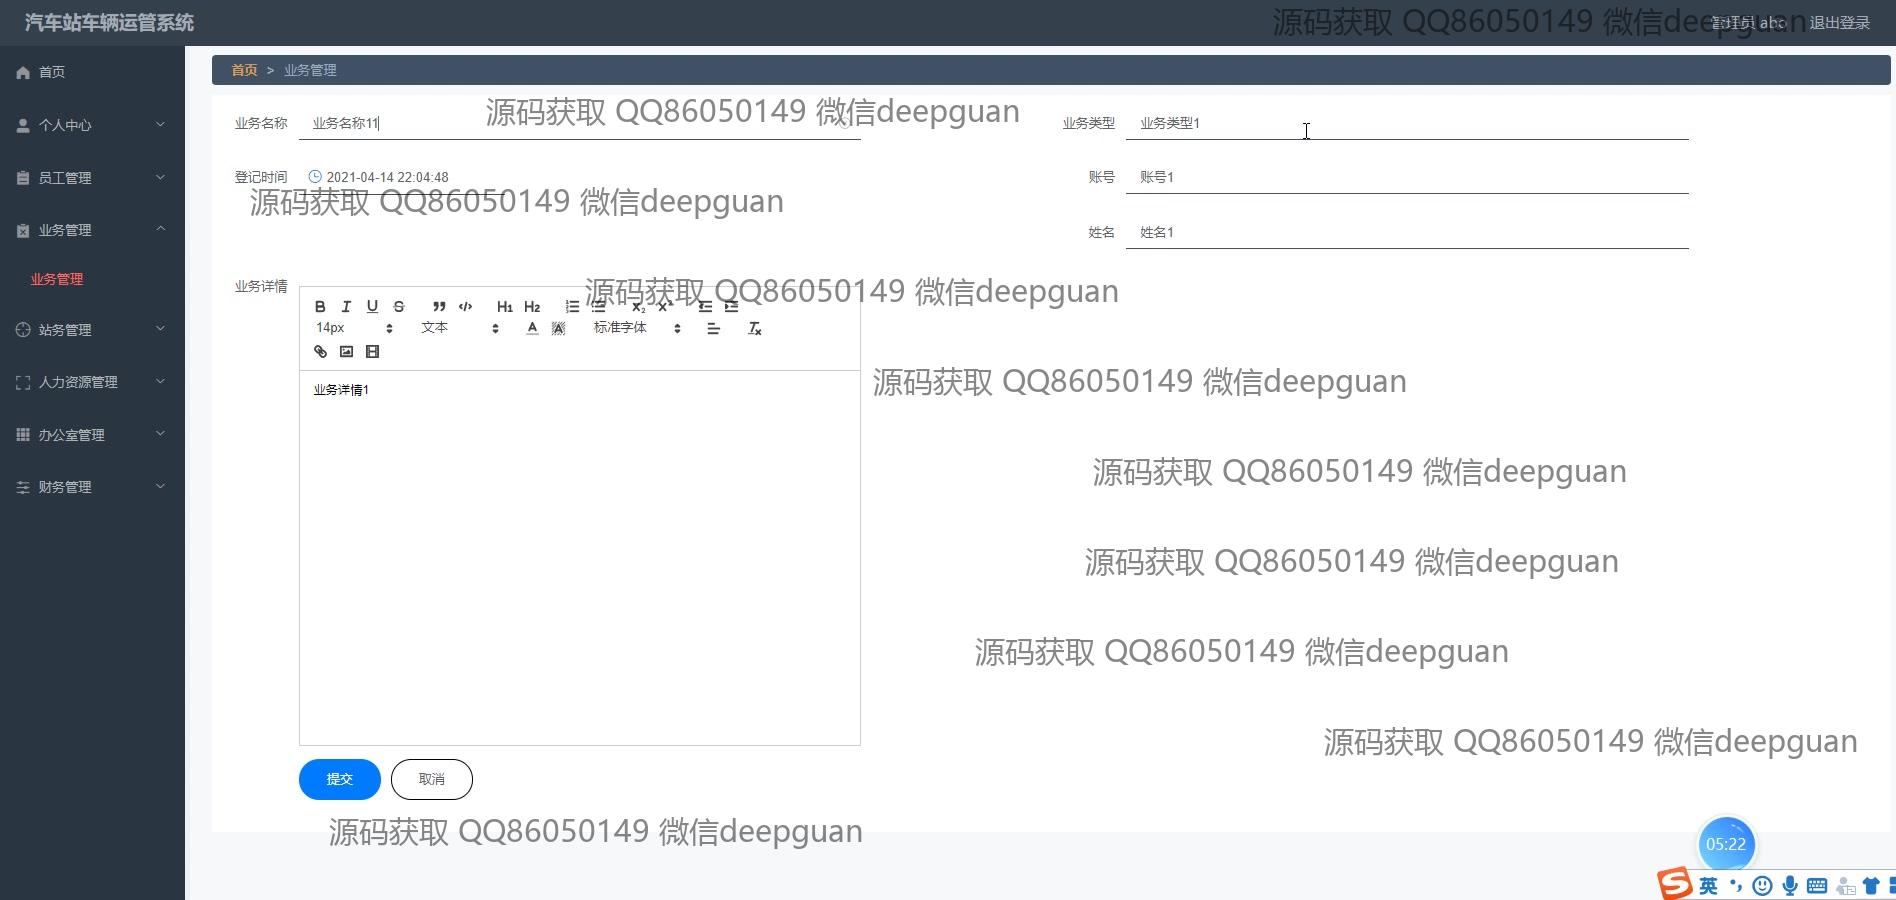 汽车站车辆运管系统
源码获取 QQ86050149 微信deepguan
管理员 abo 退出登录
首页
个人中心
员工管理
业务管理
业务管理
站务管理
人力资源管理
办公室管理
财务管理
首页 > 业务管理
业务名称 业务名称11
源码获取 QQ86050149 微信deepguan
业务类型 业务类型1
登记时间 2021-04-14 22:04:48
账号 账号1
源码获取 QQ86050149 微信deepguan
姓名 姓名1
业务详情
源码获取 QQ86050149 微信deepguan
B I U S H1 H2
14px 文本 A A 标准字体
业务详情1
源码获取 QQ86050149 微信deepguan
源码获取 QQ86050149 微信deepguan
源码获取 QQ86050149 微信deepguan
源码获取 QQ86050149 微信deepguan
源码获取 QQ86050149 微信deepguan
提交 取消
源码获取 QQ86050149 微信deepguan
05:22
英